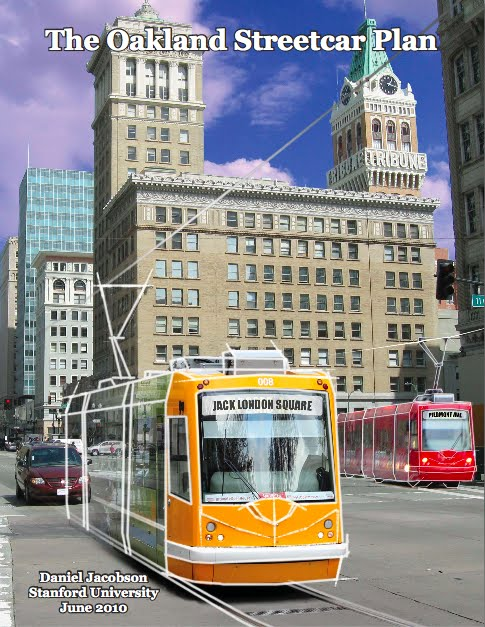 The Oakland Streetcar Plan
TRIBUNE
008
JACK LONDON SQUARE
PIEDMONT AVE.
Daniel Jacobson
Stanford University
June 2010